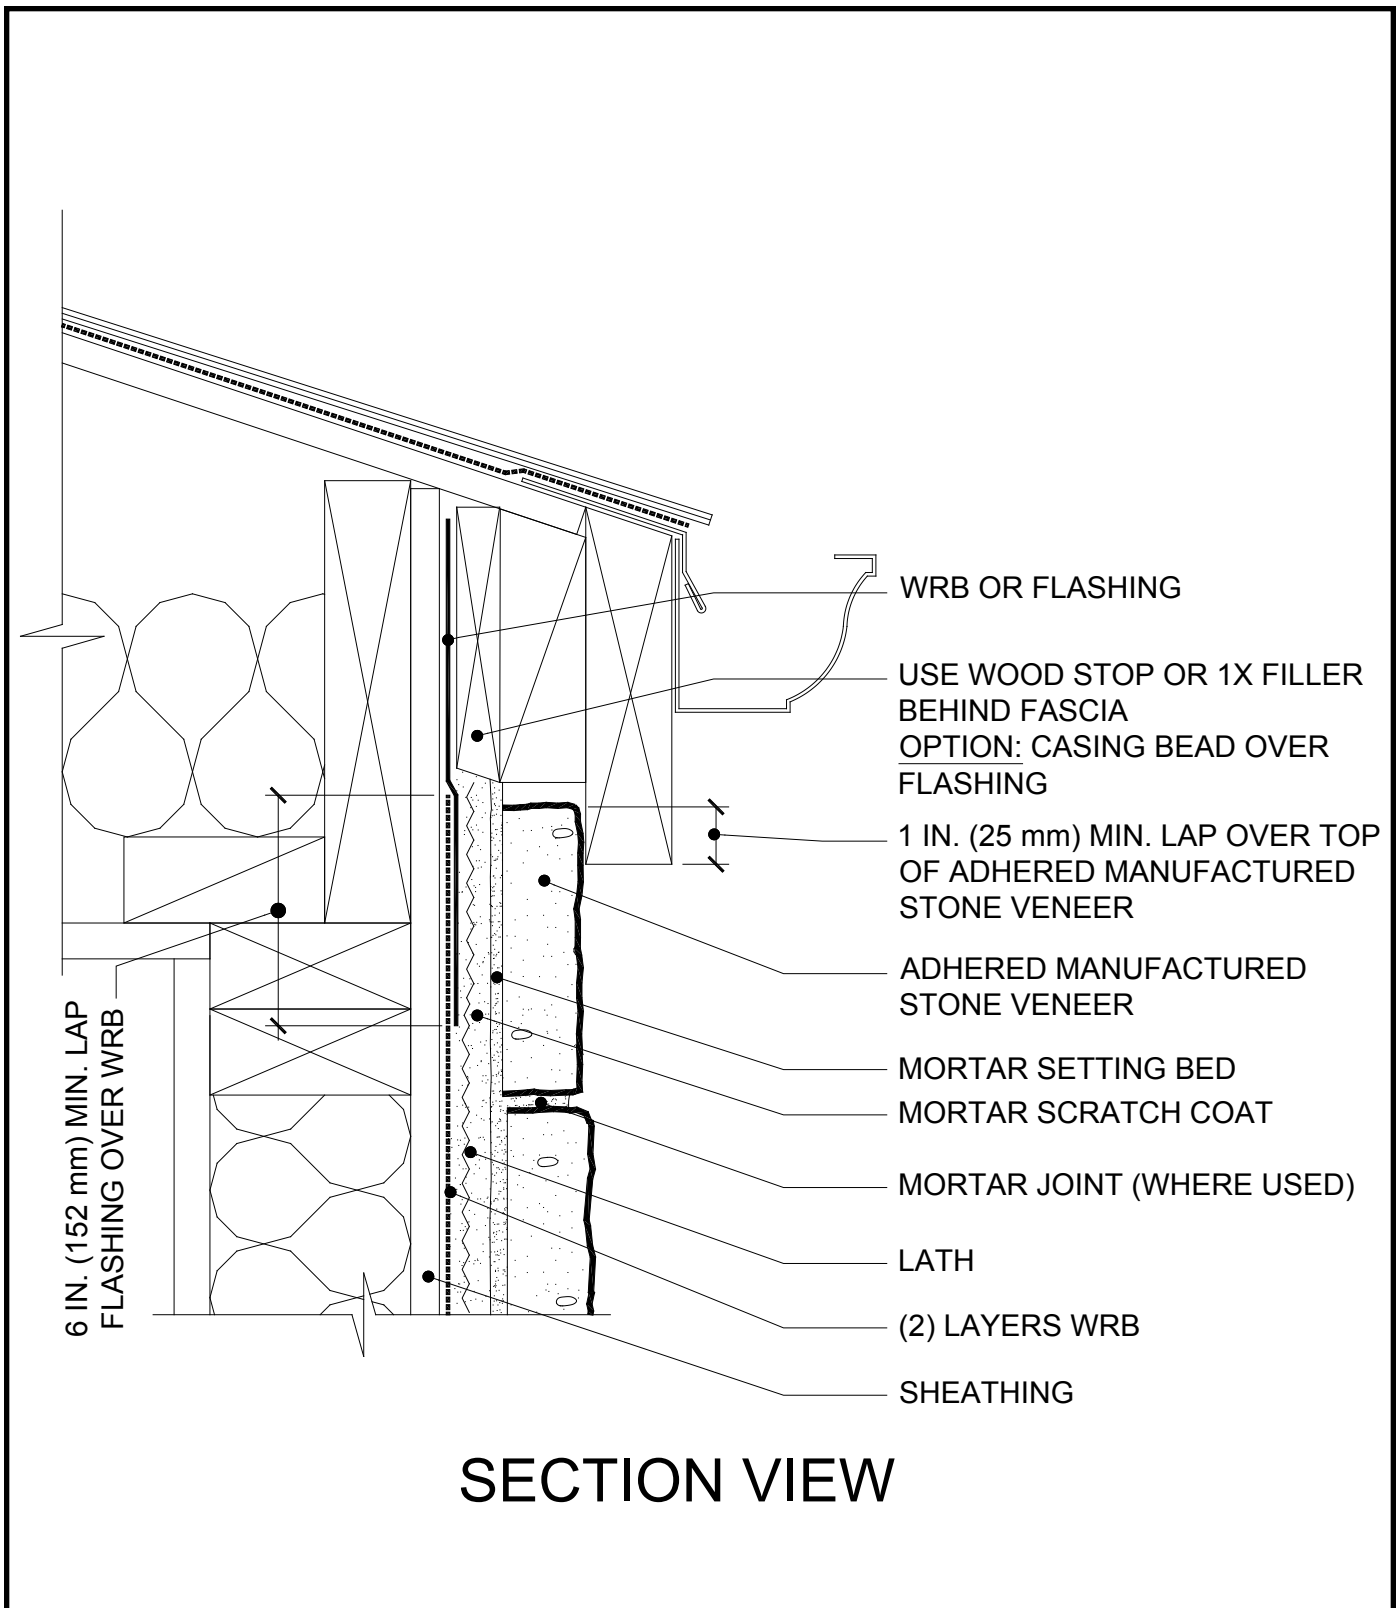 WRB OR FLASHING
USE WOOD STOP OR 1X FILLER
BEHIND FASCIA
OPTION: CASING BEAD OVER
FLASHING
1 IN. (25 mm) MIN. LAP OVER TOP
OF ADHERED MANUFACTURED
STONE VENEER
ADHERED MANUFACTURED
STONE VENEER
MORTAR SETTING BED
MORTAR SCRATCH COAT
MORTAR JOINT (WHERE USED)
LATH
(2) LAYERS WRB
SHEATHING
6 IN. (152 mm) MIN. LAP
FLASHING OVER WRB
SECTION VIEW